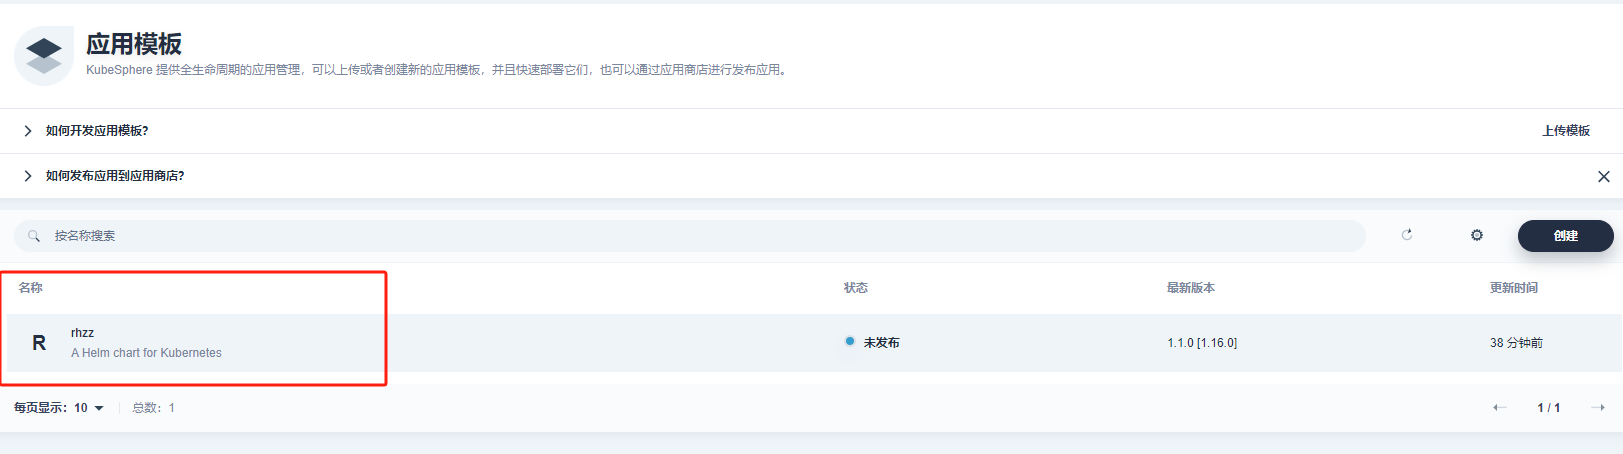 应用模板
KubeSphere 提供全生命周期的应用管理，可以上传或者创建新的应用模板，并且快速部署它们，也可以通过应用商店进行发布应用。
如何开发应用模板?
上传模板
如何发布应用到应用商店?
按名称搜索
创建
名称 状态 最新版本 更新时间
R
rhzz
A Helm chart for Kubernetes
未发布
1.1.0 [1.16.0]
38 分钟前
每页显示：10
总数：1
1 / 1